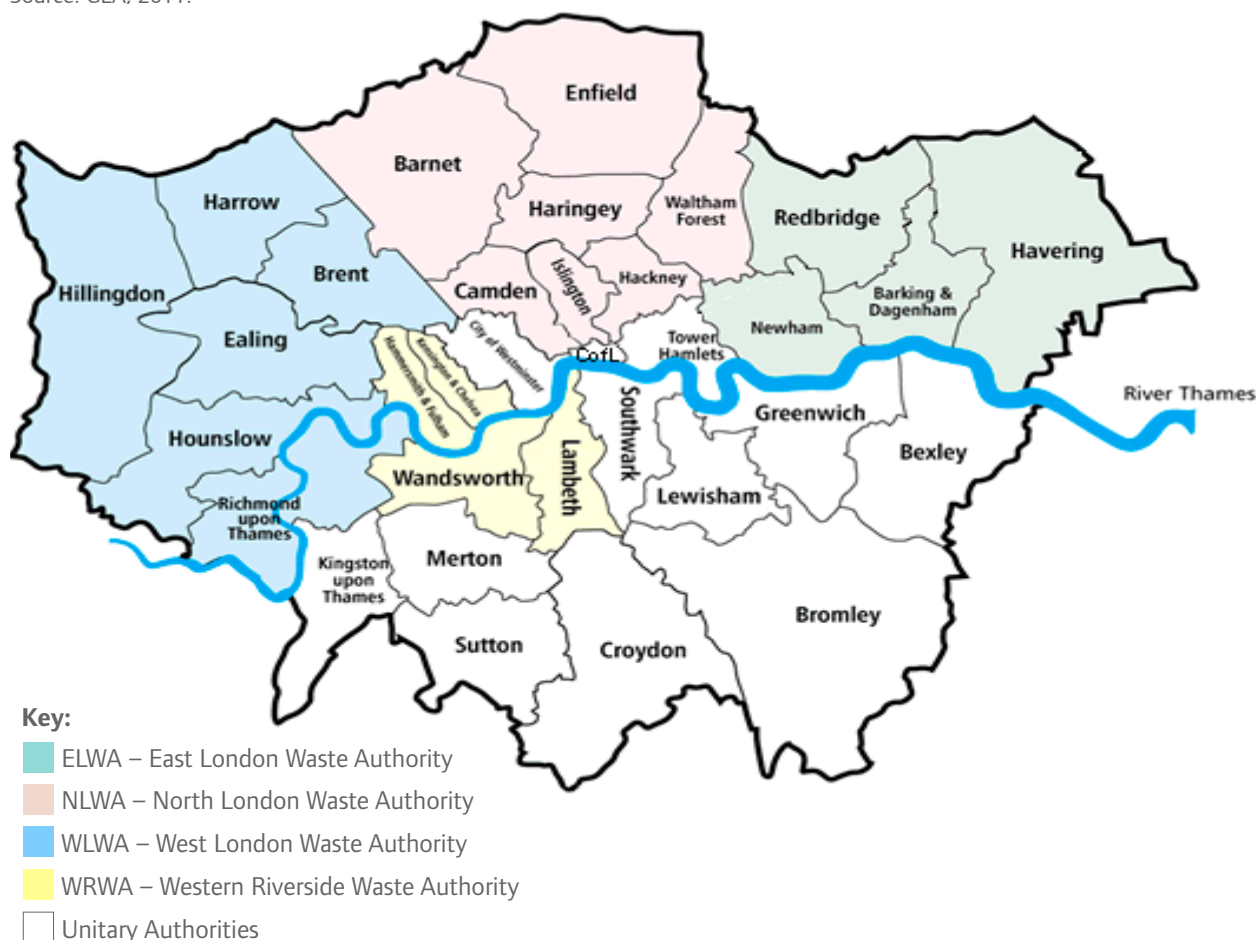 Source: GLA, 2011.
Enfield
Barnet
Haringey
Waltham
Forest
Redbridge
Havering
Harrow
Brent
Hillingdon
Ealing
Camden
Islington
Hackney
Barking &
Dagenham
Newham
Tower
Hamlets
City of Westminster
CofL
Kensington & Chelsea
Hammersmith & Fulham
River Thames
Hounslow
Richmond
upon
Thames
Wandsworth
Lambeth
Southwark
Greenwich
Bexley
Lewisham
Kingston
upon
Thames
Merton
Sutton
Croydon
Bromley
Key:
ELWA – East London Waste Authority
NLWA – North London Waste Authority
WLWA – West London Waste Authority
WRWA – Western Riverside Waste Authority
Unitary Authorities